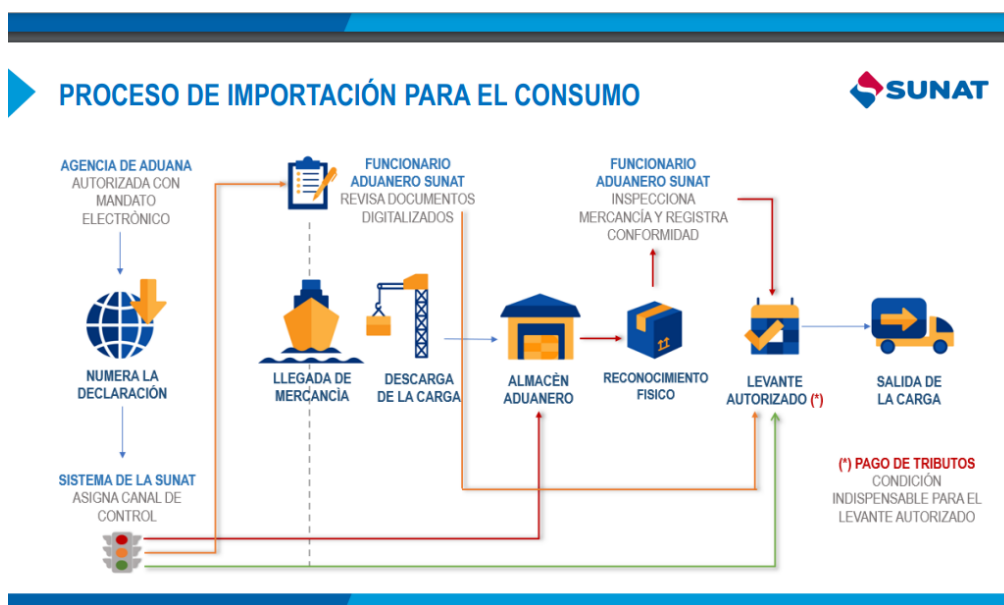 PROCESO DE IMPORTACIÓN PARA EL CONSUMO
SUNAT
AGENCIA DE ADUANA
AUTORIZADA CON
MANDATO
ELECTRÓNICO
FUNCIONARIO
ADUANERO SUNAT
REVISA DOCUMENTOS
DIGITALIZADOS
FUNCIONARIO
ADUANERO SUNAT
INSPECCIONA
MERCANCÍA Y REGISTRA
CONFORMIDAD
NUMERA LA
DECLARACIÓN
LLEGADA DE
MERCANCÌA
DESCARGA
DE LA CARGA
ALMACÈN
ADUANERO
RECONOCIMIENTO
FISICO
LEVANTE
AUTORIZADO (*)
SALIDA DE
LA CARGA
SISTEMA DE LA SUNAT
ASIGNA CANAL DE
CONTROL
(*) PAGO DE TRIBUTOS
CONDICIÓN
INDISPENSABLE PARA EL
LEVANTE AUTORIZADO